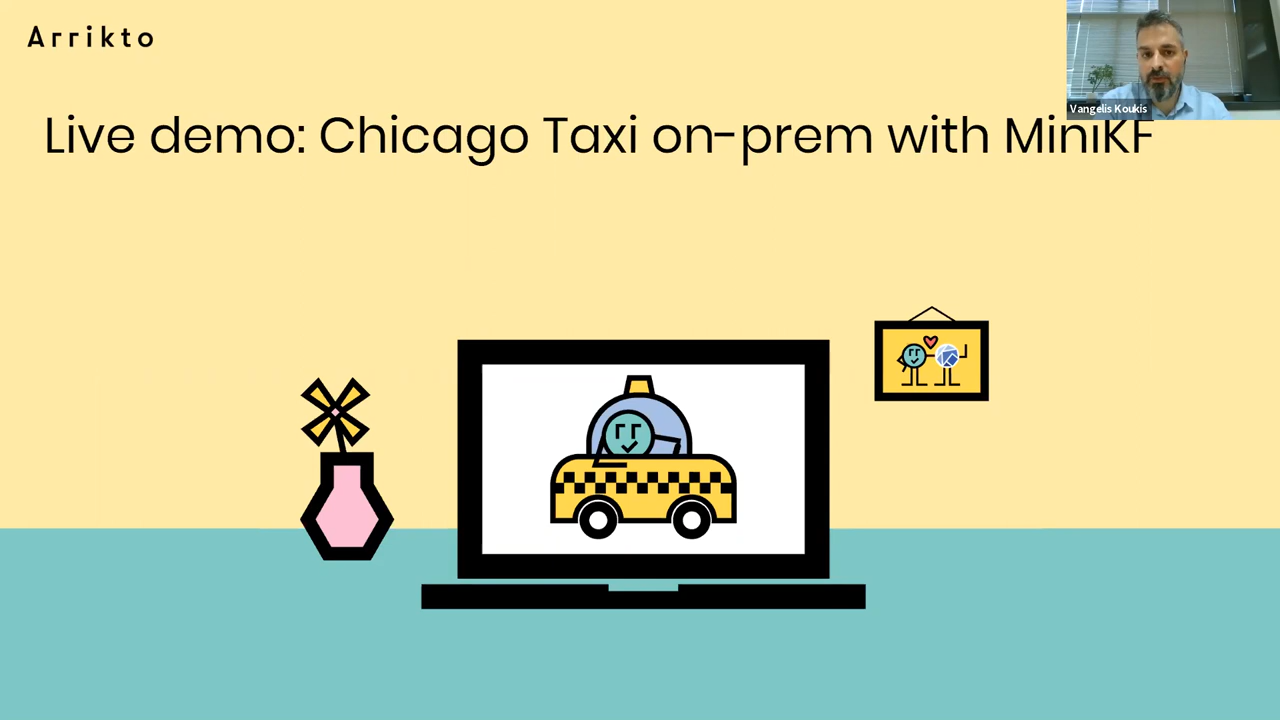 Arrikto
Vangelis Koukis
Live demo: Chicago Taxi on-prem with MiniKF